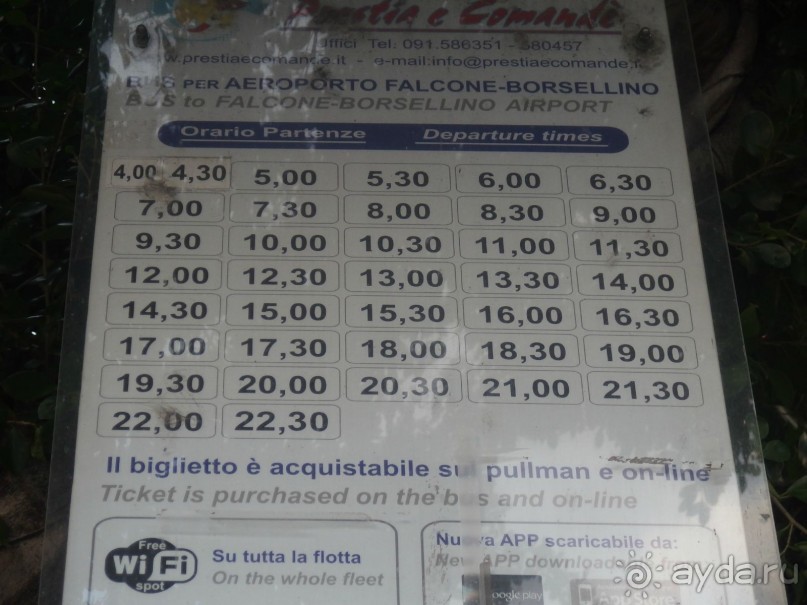 Prestia e Comandè
Uffici Tel: 091.586351 - 580457
www.prestiaecomande.it - e-mail:info@prestiaecomande.it
BUS PER AEROPORTO FALCONE-BORSELLINO
BUS to FALCONE-BORSELLINO AIRPORT
Orario Partenze Departure times
4,00 4,30 5,00 5,30 6,00 6,30
7,00 7,30 8,00 8,30 9,00
9,30 10,00 10,30 11,00 11,30
12,00 12,30 13,00 13,30 14,00
14,30 15,00 15,30 16,00 16,30
17,00 17,30 18,00 18,30 19,00
19,30 20,00 20,30 21,00 21,30
22,00 22,30
Il biglietto è acquistabile sul pullman e on-line
Ticket is purchased on the bus and on-line
Free
WiFi
spot
Su tutta la flotta
On the whole fleet
Nuova APP scaricabile da:
New APP
google play
App Store
ayda.ru